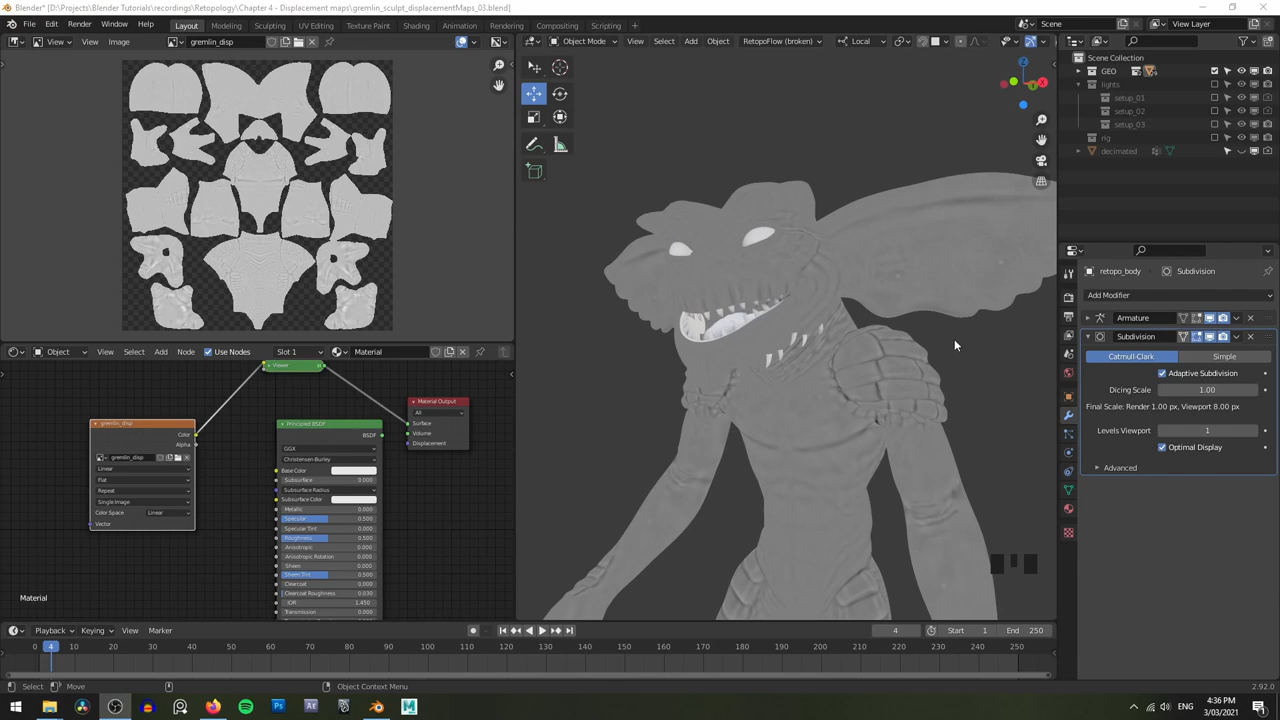 Blender* [D:\Projects\Blender Tutorials\recordings\Retopology\Chapter 4 - Displacement maps\gremlin_sculpt_displacementMaps_03.blend]
File Edit Render Window Help Layout Modeling Sculpting UV Editing Texture Paint Shading Animation Rendering Compositing Scripting Scene View Layer
View View Image gremlin_disp Object Mode View Select Add Object RetopoFlow (broken) Local
Scene Collection
GEO
lights
setup_01
setup_02
setup_03
rig
decimated
retopo_body Subdivision
Add Modifier
Armature
Subdivision
Catmull-Clark Simple
Adaptive Subdivision
Dicing Scale 1.00
Final Scale: Render 1.00 px, Viewport 8.00 px
Levels Viewport 1
Optimal Display
Advanced
Object View Select Add Node Use Nodes Slot 1 Material
Viewer
gremlin_disp
Color
Alpha
gremlin_disp
Linear
Flat
Repeat
Single Image
Color Space Linear
Vector
Principled BSDF
BSDF
GGX
Christensen-Burley
Base Color
Subsurface 0.000
Subsurface Radius
Subsurface Color
Metallic 0.000
Specular 0.500
Specular Tint 0.000
Roughness 0.500
Anisotropic 0.000
Anisotropic Rotation 0.000
Sheen 0.000
Sheen Tint 0.500
Clearcoat 0.000
Clearcoat Roughness 0.030
IOR 1.450
Transmission 0.000
Material Output
All
Surface
Volume
Displacement
Material
Z
X
Y
Playback Keying View Marker 4 Start 1 End 250
0 4 10 20 30 40 50 60 70 80 90 100 110 120 130 140 150 160 170 180 190 200 210 220 230 240 250
Select Move Object Context Menu 2.92.0
Ps Ae M ENG 4:36 PM
3/03/2021